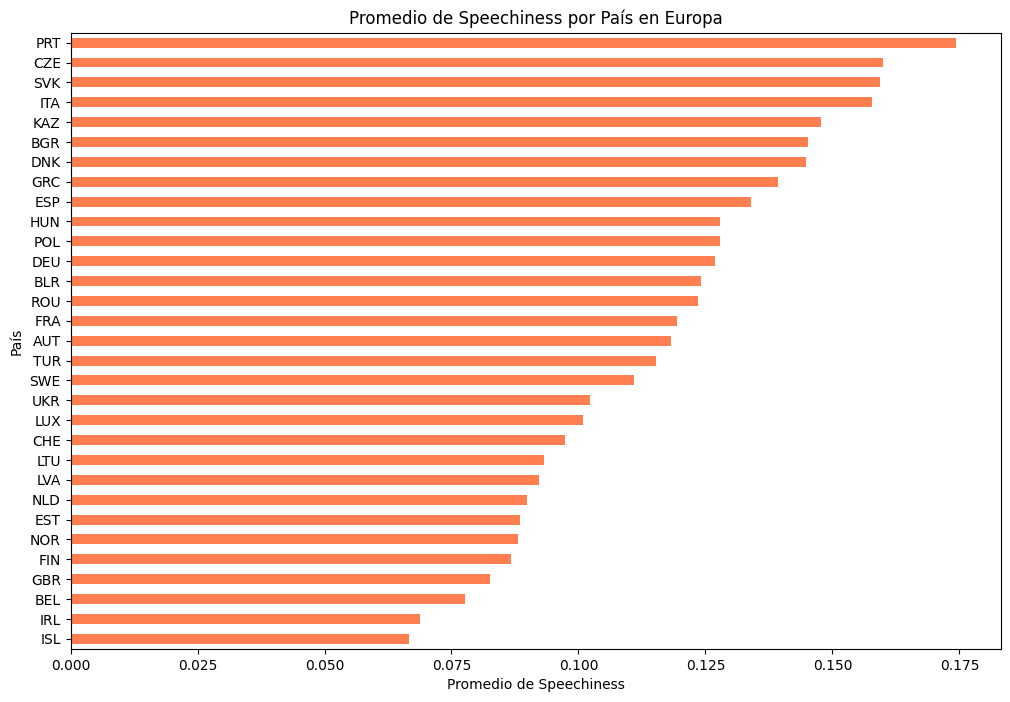 Promedio de Speechiness por País en Europa
PRT
CZE
SVK
ITA
KAZ
BGR
DNK
GRC
ESP
HUN
POL
DEU
BLR
ROU
FRA
AUT
TUR
SWE
UKR
LUX
CHE
LTU
LVA
NLD
EST
NOR
FIN
GBR
BEL
IRL
ISL
País
0.000 0.025 0.050 0.075 0.100 0.125 0.150 0.175
Promedio de Speechiness